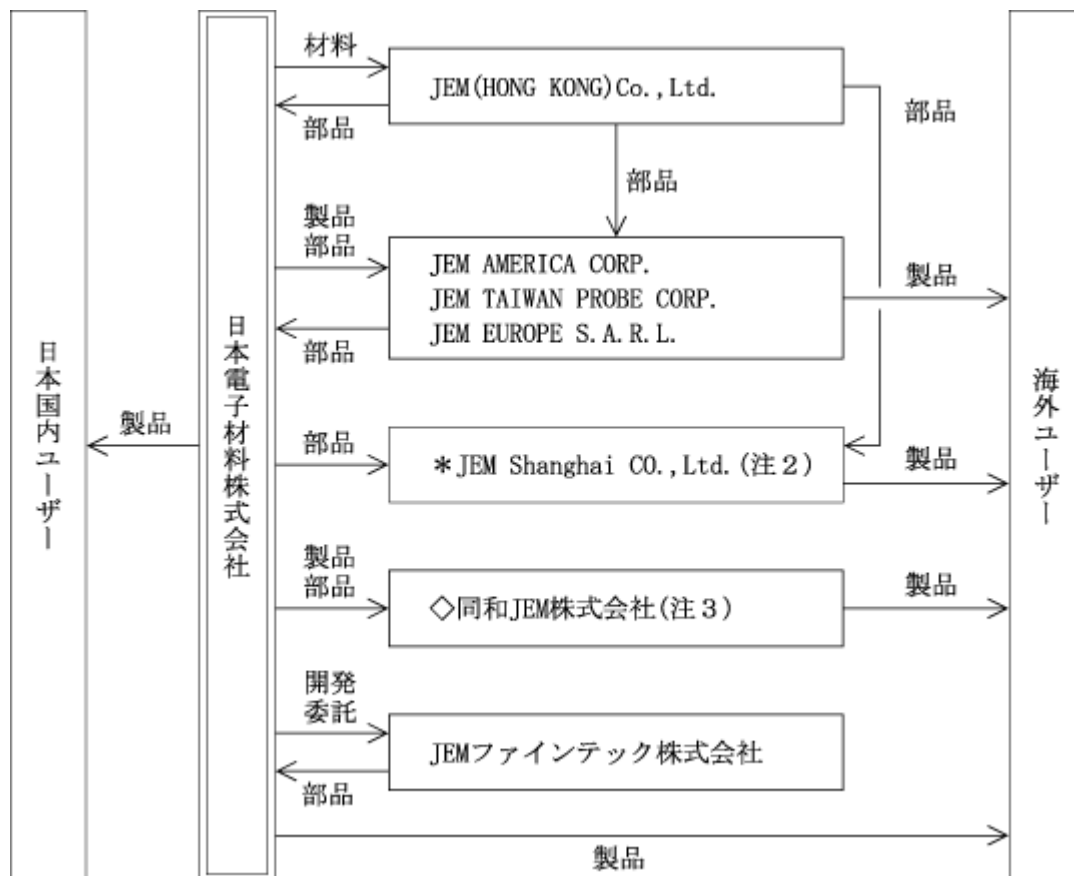 日本国内ユーザー
製品
日本電子材料株式会社
材料
部品
JEM(HONG KONG)Co.,Ltd.
部品
部品
製品
部品
部品
JEM AMERICA CORP.
JEM TAIWAN PROBE CORP.
JEM EUROPE S.A.R.L.
製品
部品
＊JEM Shanghai CO.,Ltd.(注２)
製品
製品
部品
◇同和JEM株式会社(注３)
製品
開発
委託
部品
JEMファインテック株式会社
製品
海外ユーザー